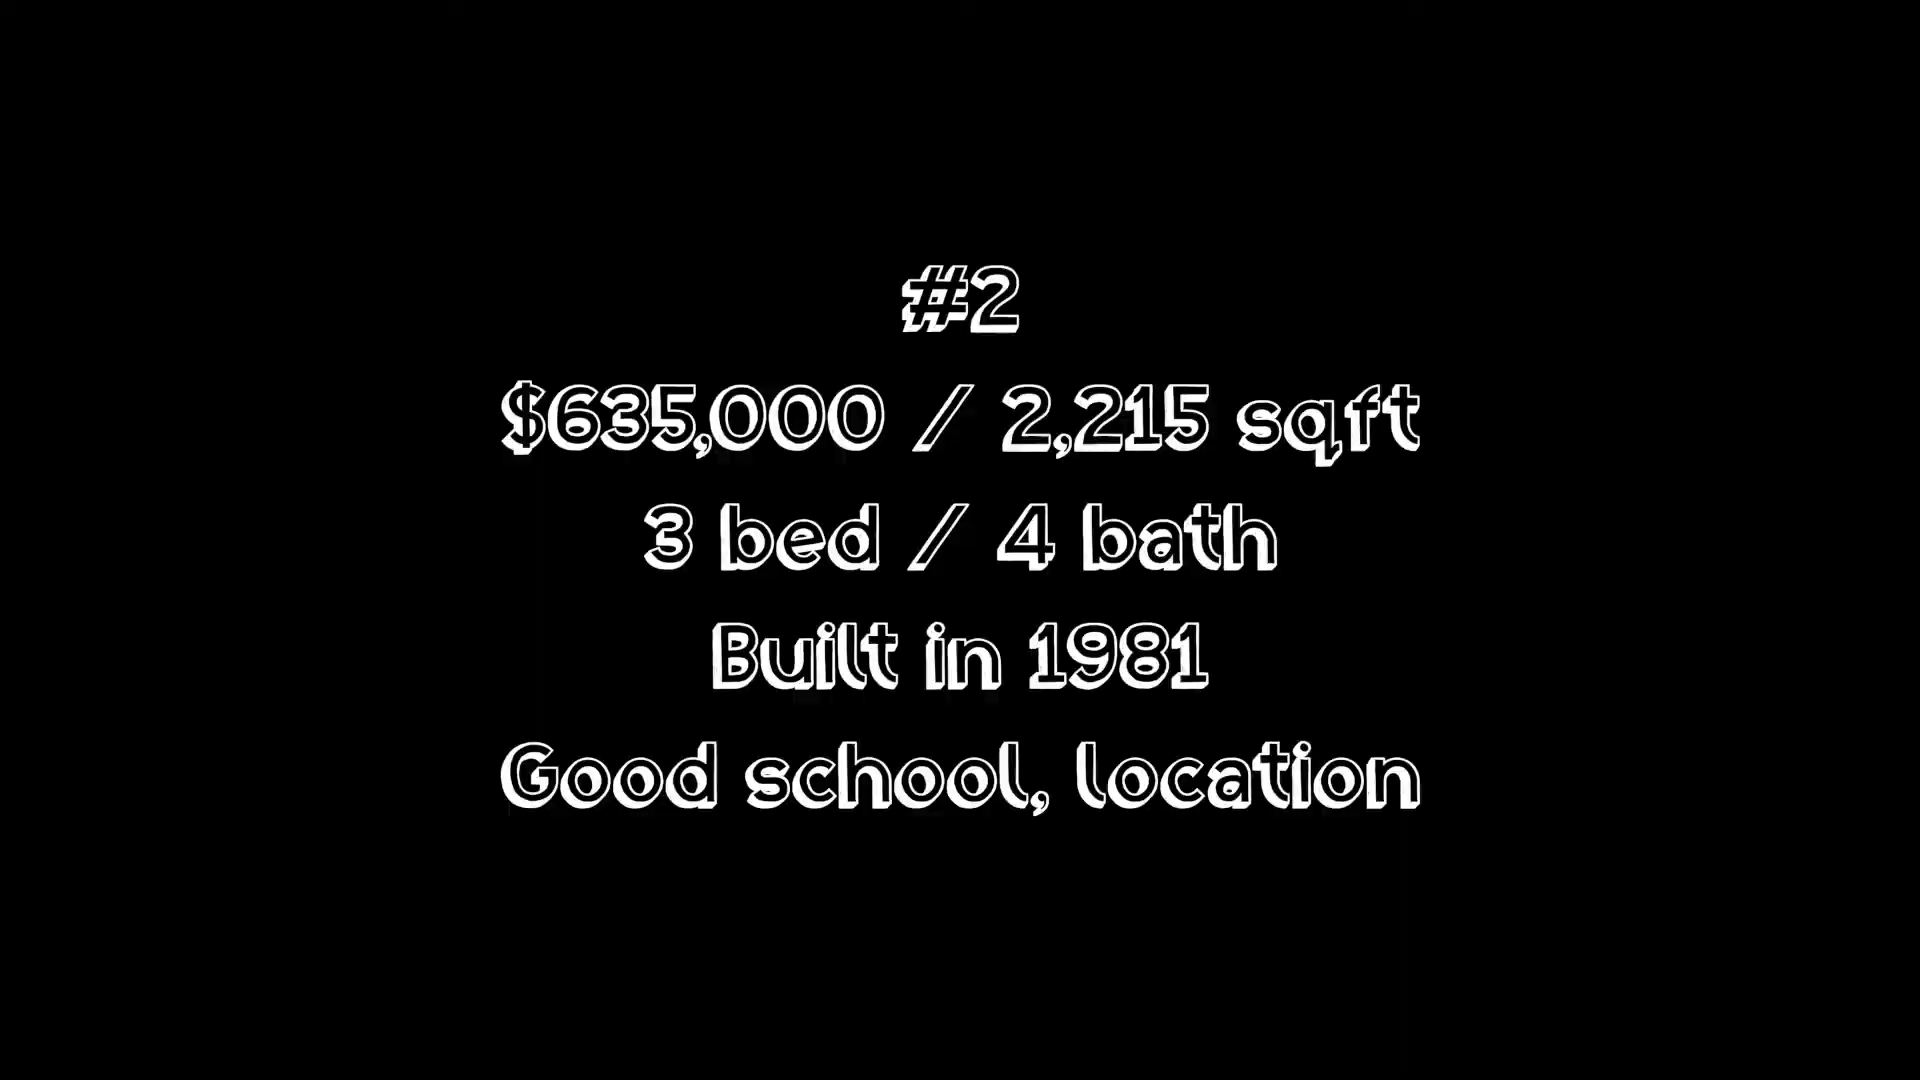 #2
$635,000 / 2,215 sqft
3 bed / 4 bath
Built in 1981
Good school, location